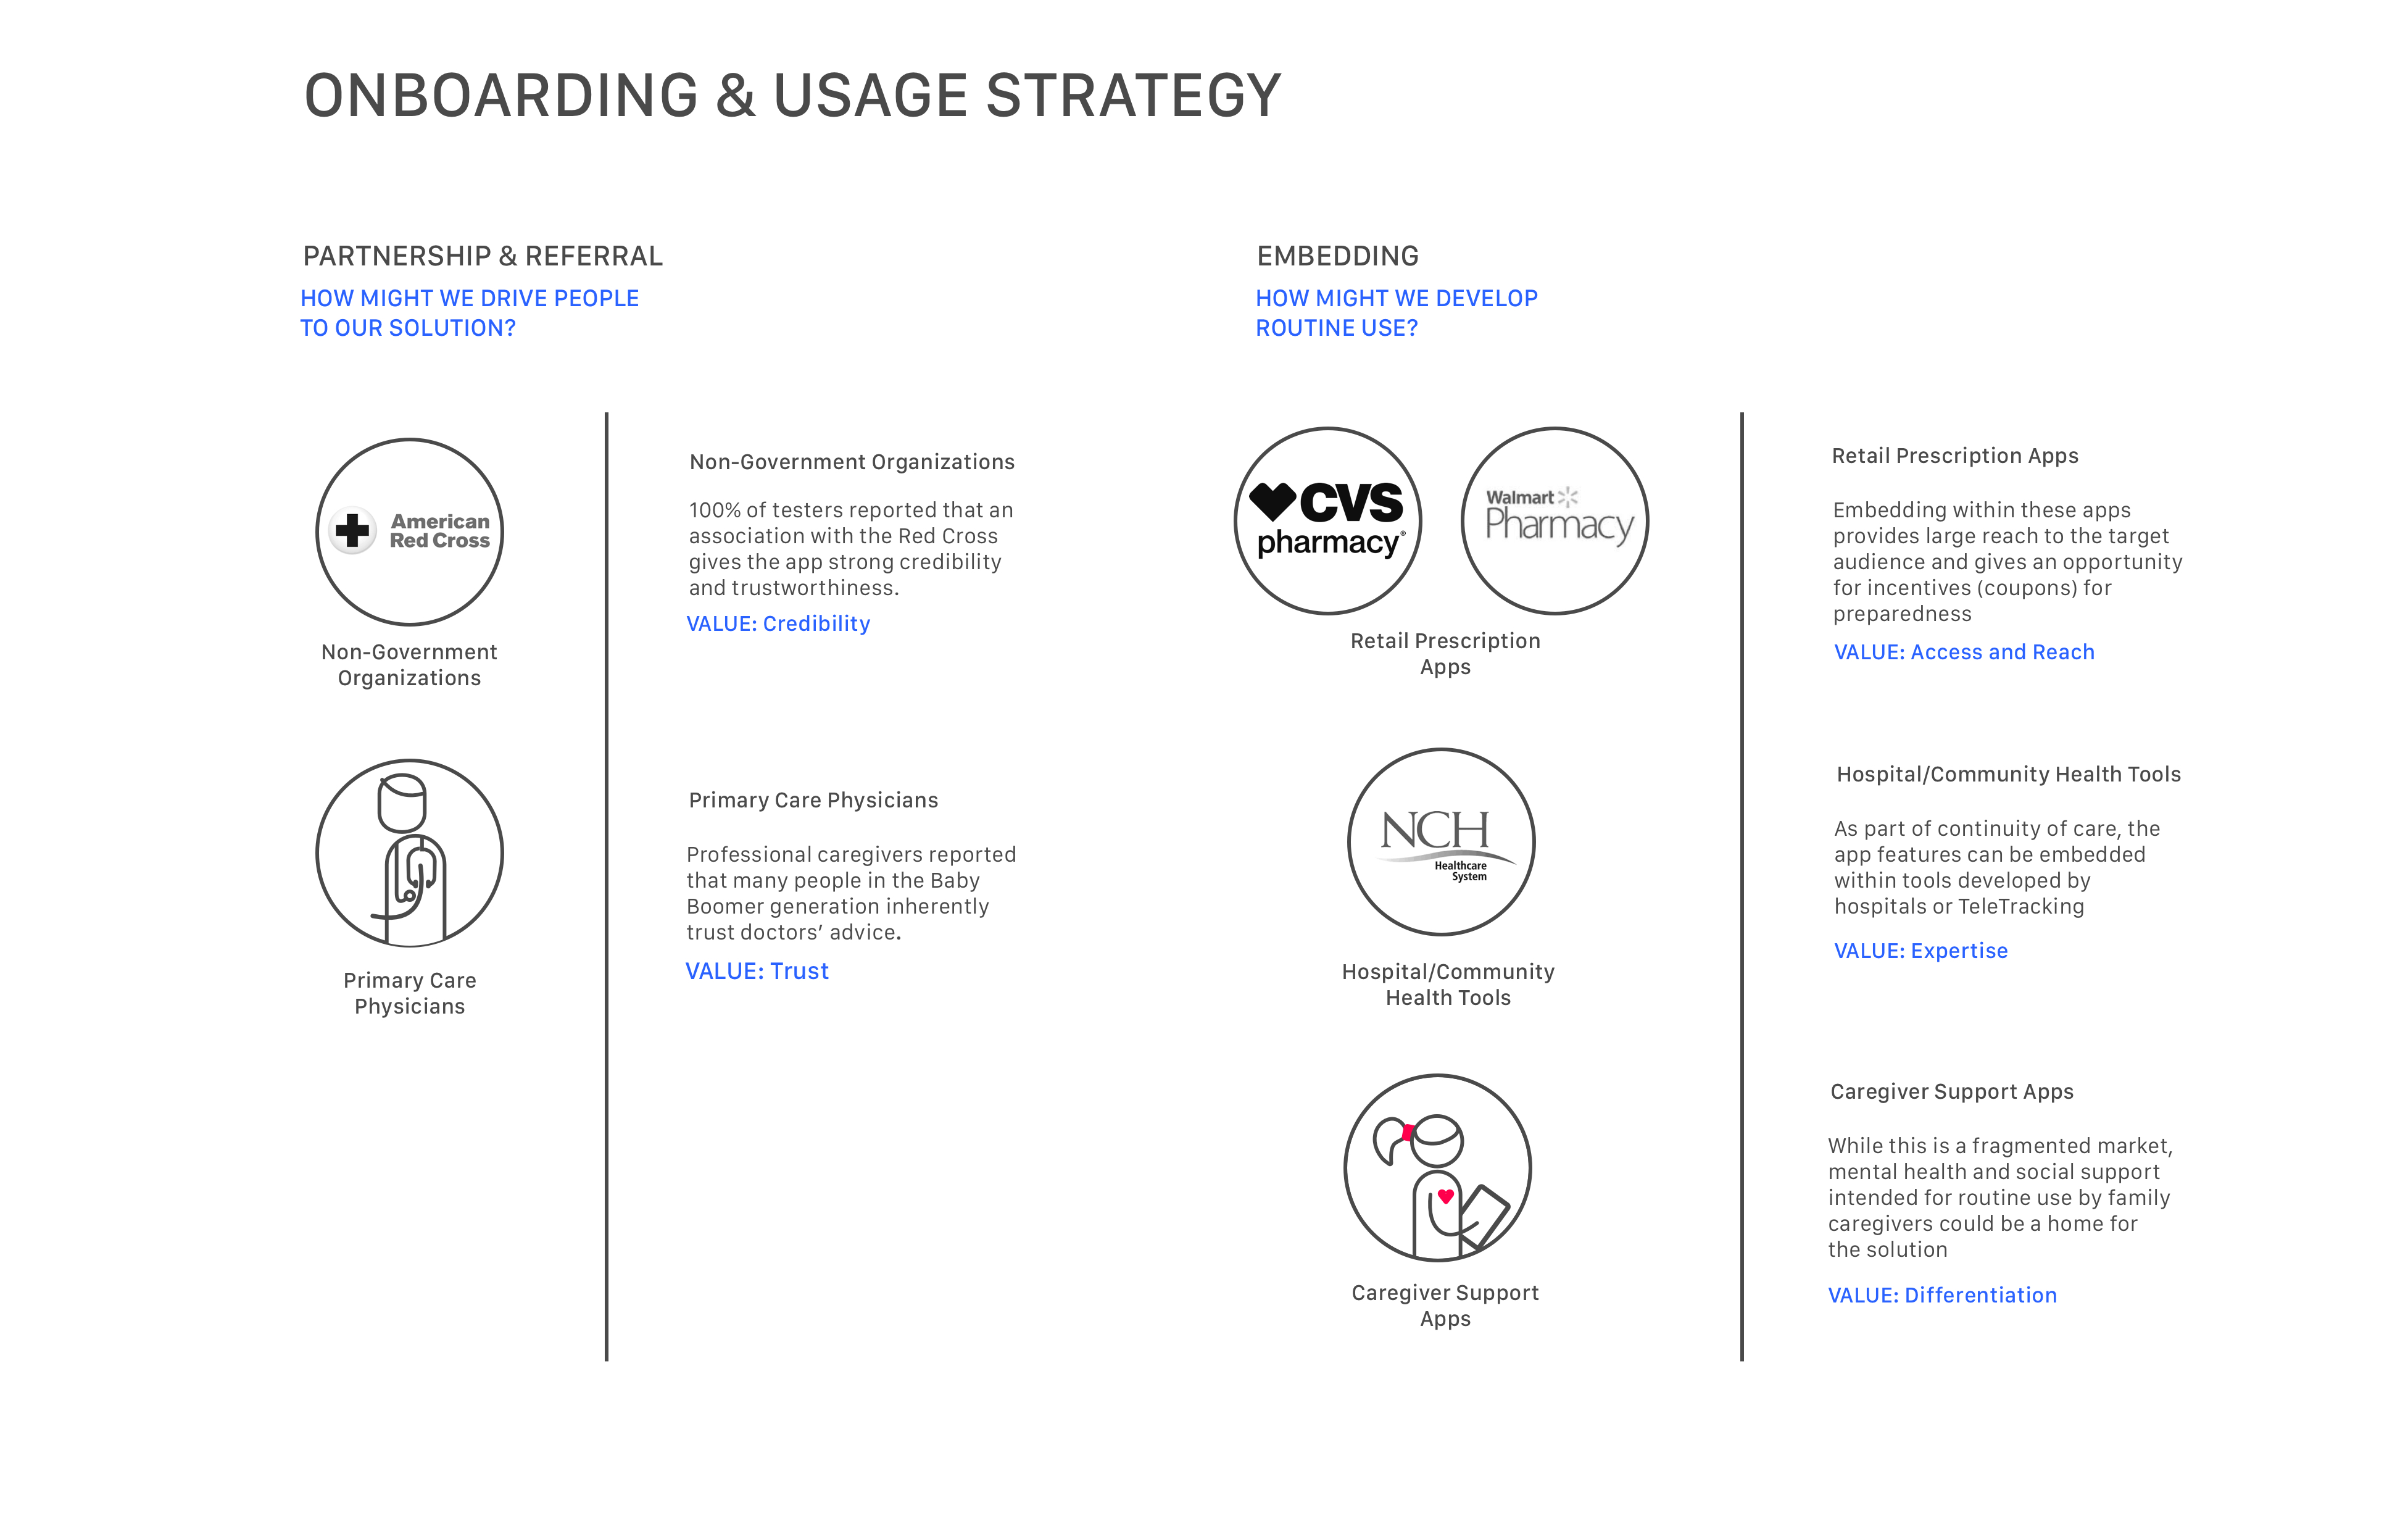 ONBOARDING & USAGE STRATEGY
PARTNERSHIP & REFERRAL
HOW MIGHT WE DRIVE PEOPLE
TO OUR SOLUTION?
American
Red Cross
Non-Government
Organizations
Non-Government Organizations
100% of testers reported that an
association with the Red Cross
gives the app strong credibility
and trustworthiness.
VALUE: Credibility
Primary Care
Physicians
Primary Care Physicians
Professional caregivers reported
that many people in the Baby
Boomer generation inherently
trust doctors’ advice.
VALUE: Trust
EMBEDDING
HOW MIGHT WE DEVELOP
ROUTINE USE?
CVS
pharmacy®
Walmart
Pharmacy
Retail Prescription
Apps
Retail Prescription Apps
Embedding within these apps
provides large reach to the target
audience and gives an opportunity
for incentives (coupons) for
preparedness
VALUE: Access and Reach
NCH
Healthcare
System
Hospital/Community
Health Tools
Hospital/Community Health Tools
As part of continuity of care, the
app features can be embedded
within tools developed by
hospitals or TeleTracking
VALUE: Expertise
Caregiver Support
Apps
Caregiver Support Apps
While this is a fragmented market,
mental health and social support
intended for routine use by family
caregivers could be a home for
the solution
VALUE: Differentiation